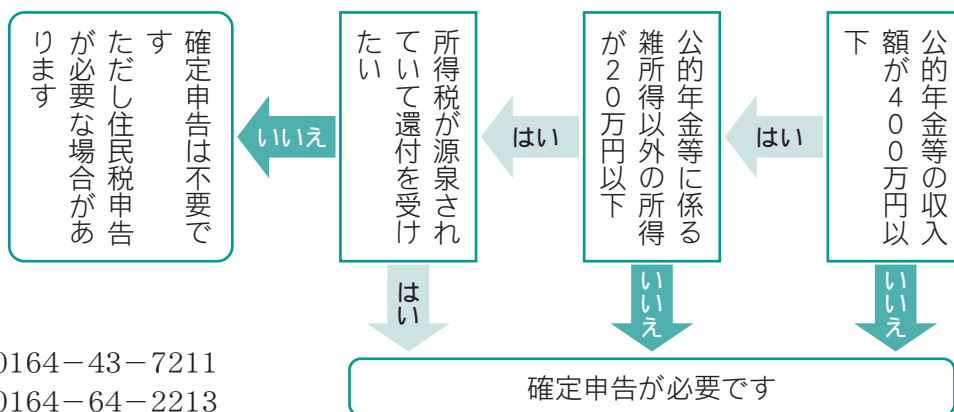 公的年金等の収入
額が400万円以
下
はい
いいえ
公的年金等に係る
雑所得以外の所得
が20万円以下
はい
いいえ
所得税が源泉され
ていて還付を受け
たい
いいえ
はい
確定申告は不要で
す
ただし住民税申告
が必要な場合があ
ります
確定申告が必要です
0164−43−7211
0164−64−2213